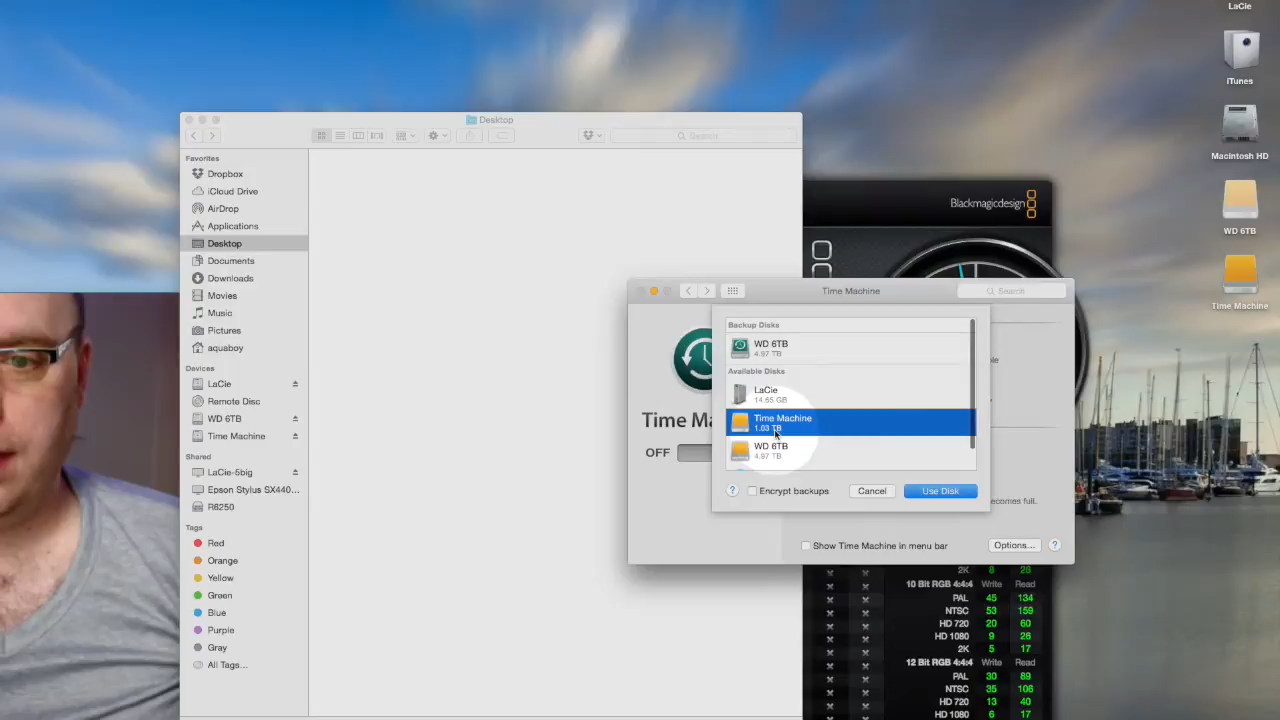 LaCie
iTunes
Macintosh HD
WD 6TB
Time Machine
Desktop
Search
Favorites
Dropbox
iCloud Drive
AirDrop
Applications
Desktop
Documents
Downloads
Movies
Music
Pictures
aquaboy
Devices
LaCie
Remote Disc
WD 6TB
Time Machine
Shared
LaCie-5big
Epson Stylus SX440...
R6250
Tags
Red
Orange
Yellow
Green
Blue
Purple
Gray
All Tags...
Blackmagicdesign
Time Machine
Search
Time Ma
OFF
Backup Disks
WD 6TB
4.97 TB
Available Disks
LaCie
14.65 GB
Time Machine
1.03 TB
WD 6TB
4.97 TB
? Encrypt backups Cancel Use Disk
ecomes full.
Show Time Machine in menu bar Options... ?
2K 8 25
10 Bit RGB 4:4:4 Write Read
PAL 45 134
NTSC 53 159
HD 720 20 60
HD 1080 9 26
2K 5 17
12 Bit RGB 4:4:4 Write Read
PAL 30 89
NTSC 35 106
HD 720 13 40
HD 1080 6 17